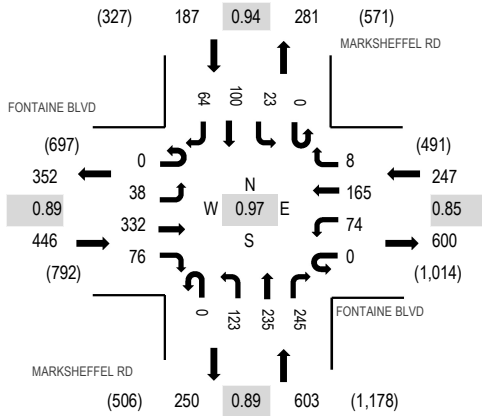 (327) 187 0.94 281 (571)
MARKSHEFFEL RD
64 100 23 0
FONTAINE BLVD
(697)
352
0.89
446
(792)
0
38
332
76
N
W 0.97 E
S
8
165
74
0
(491)
247
0.85
600
(1,014)
0 123 235 245
FONTAINE BLVD
MARKSHEFFEL RD
(506) 250 0.89 603 (1,178)